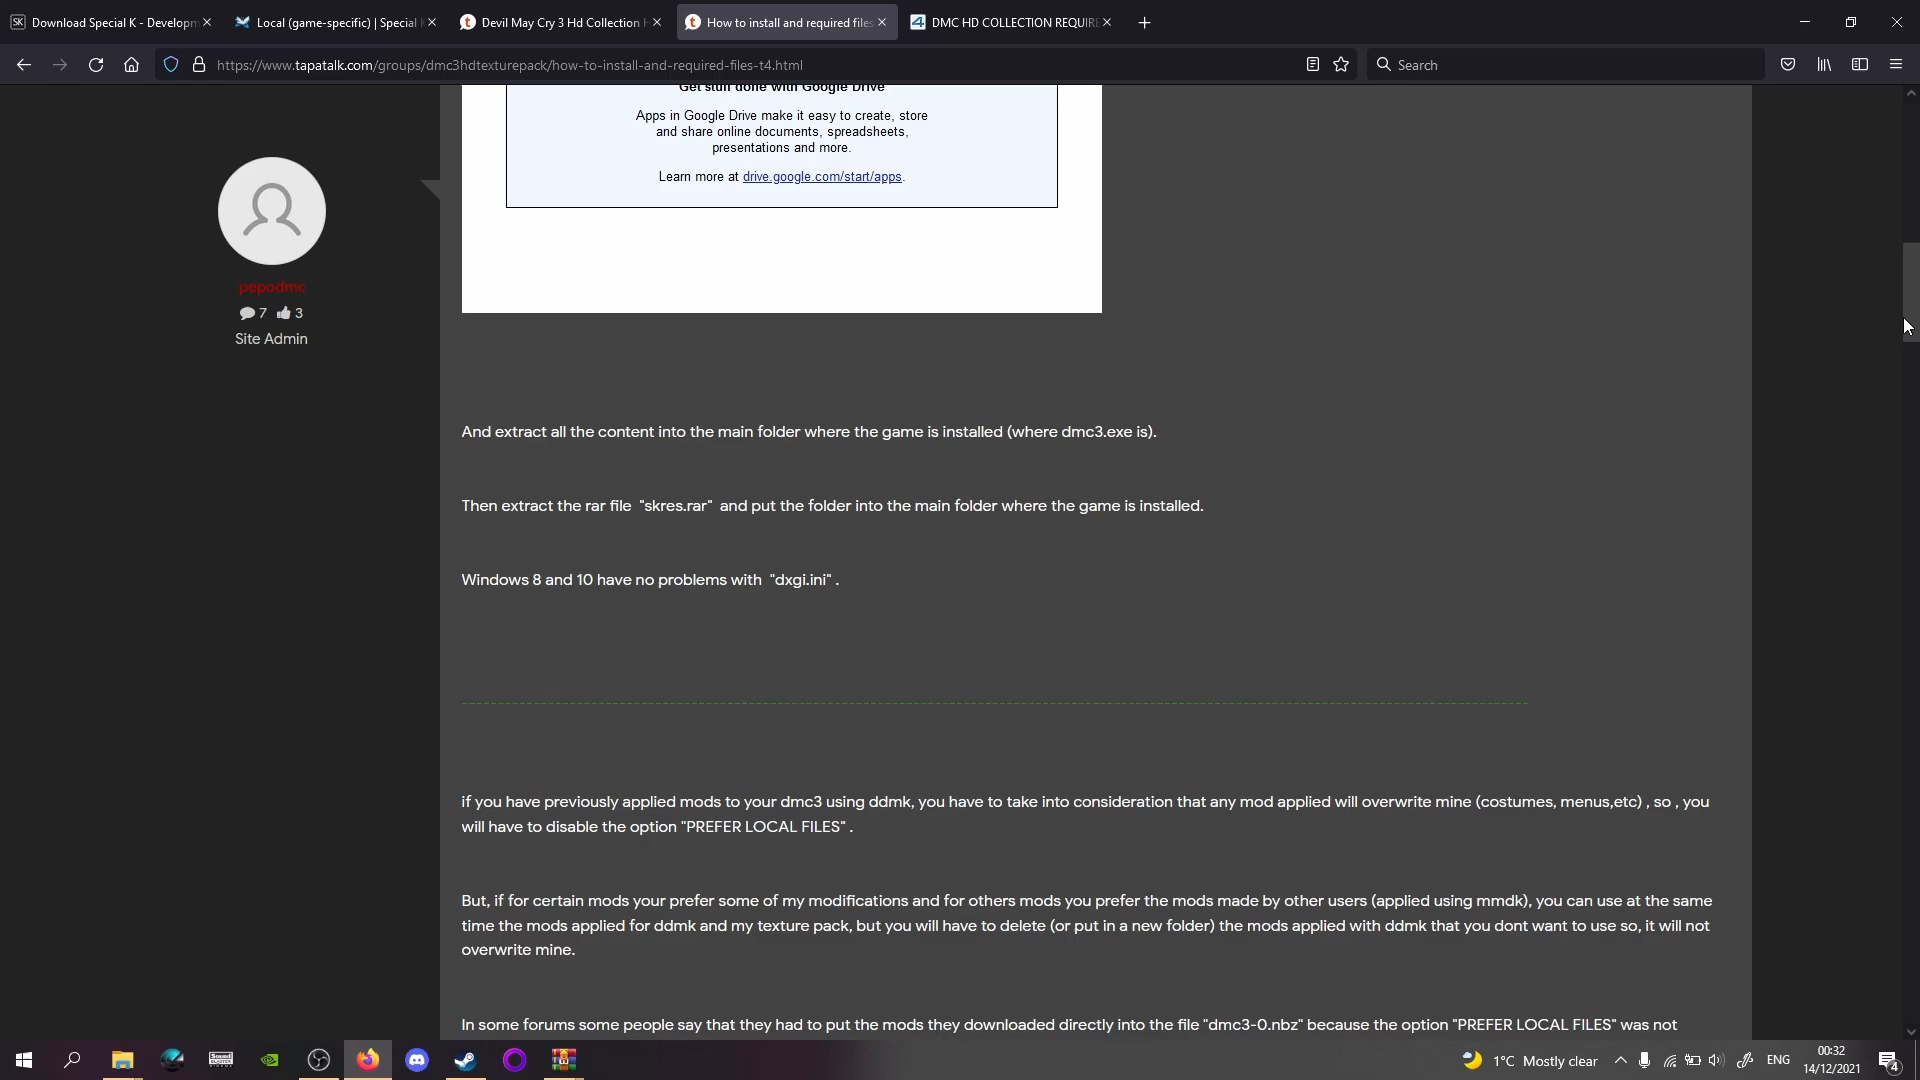 Download Special K - Developm
Local (game-specific) | Special
Devil May Cry 3 Hd Collection H
How to install and required files
DMC HD COLLECTION REQUIRE
https://www.tapatalk.com/groups/dmc3hdtexturepack/how-to-install-and-required-files-t4.html
Search
Get stuff done with Google Drive
Apps in Google Drive make it easy to create, store
and share online documents, spreadsheets,
presentations and more.
Learn more at drive.google.com/start/apps.
pepodmc
7 3
Site Admin
And extract all the content into the main folder where the game is installed (where dmc3.exe is).
Then extract the rar file "skres.rar" and put the folder into the main folder where the game is installed.
Windows 8 and 10 have no problems with "dxgi.ini" .
if you have previously applied mods to your dmc3 using ddmk, you have to take into consideration that any mod applied will overwrite mine (costumes, menus,etc) , so , you
will have to disable the option "PREFER LOCAL FILES" .
But, if for certain mods your prefer some of my modifications and for others mods you prefer the mods made by other users (applied using mmdk), you can use at the same
time the mods applied for ddmk and my texture pack, but you will have to delete (or put in a new folder) the mods applied with ddmk that you dont want to use so, it will not
overwrite mine.
In some forums some people say that they had to put the mods they downloaded directly into the file "dmc3-0.nbz" because the option "PREFER LOCAL FILES" was not
1°C Mostly clear
ENG
00:32
14/12/2021
4